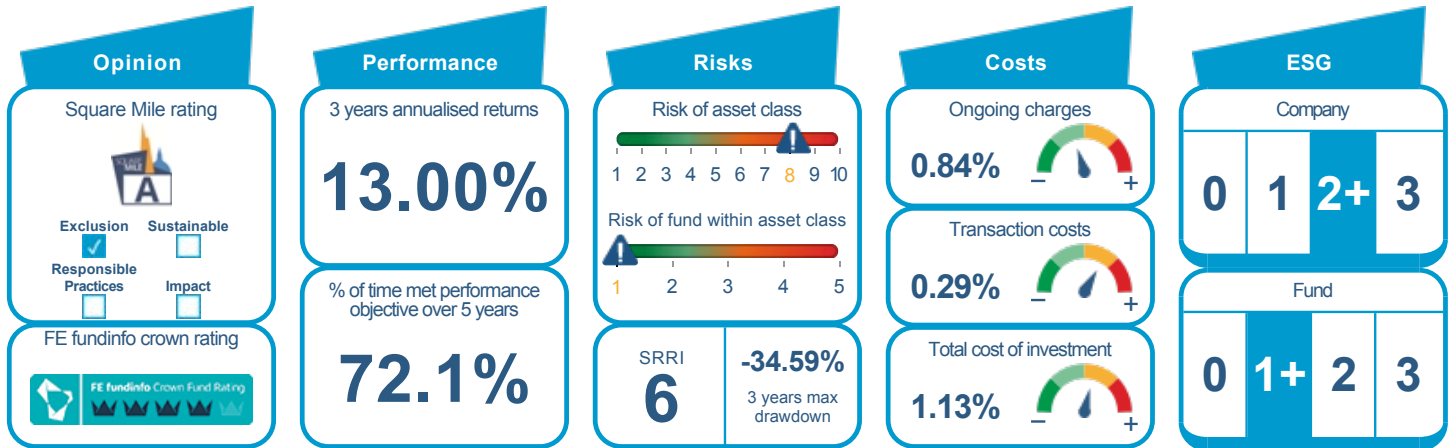 Opinion
Square Mile rating
SQUARE
MILE
A
Exclusion
Sustainable
Responsible
Practices
Impact
FE fundinfo crown rating
FE fundinfo Crown Fund Rating
Performance
3 years annualised returns
13.00%
% of time met performance
objective over 5 years
72.1%
Risks
Risk of asset class
1 2 3 4 5 6 7 8 9 10
Risk of fund within asset class
1 2 3 4 5
SRRI
6
-34.59%
3 years max
drawdown
Costs
Ongoing charges
0.84%
– +
Transaction costs
0.29%
– +
Total cost of investment
1.13%
– +
ESG
Company
0 1 2+ 3
Fund
0 1+ 2 3